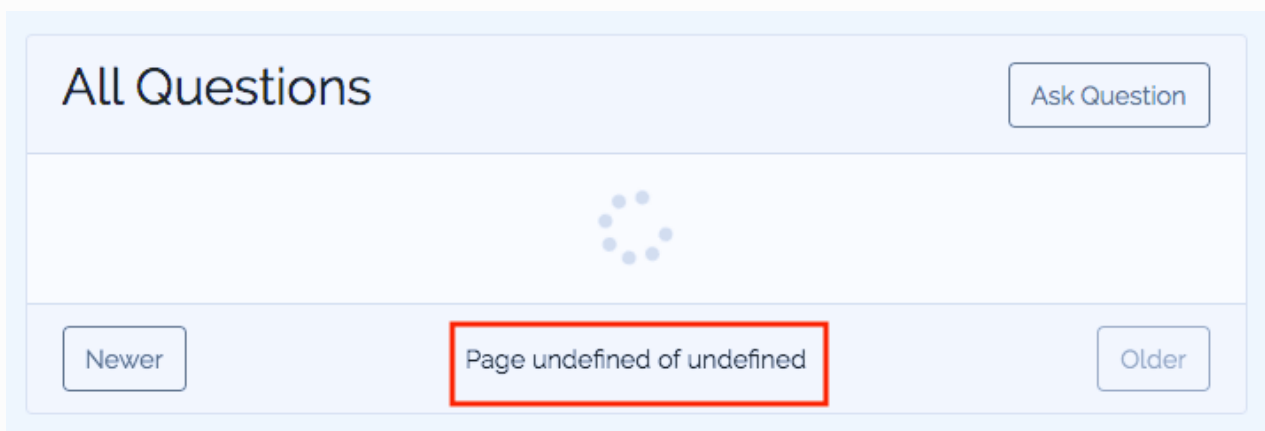 All Questions
Ask Question
Newer
Page undefined of undefined
Older